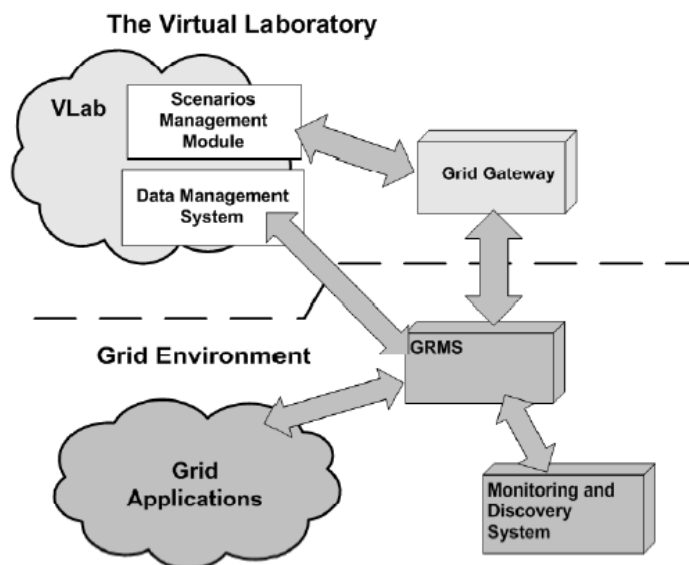 The Virtual Laboratory
VLab
Scenarios
Management
Module
Data Management
System
Grid Gateway
Grid Environment
GRMS
Grid
Applications
Monitoring and
Discovery
System